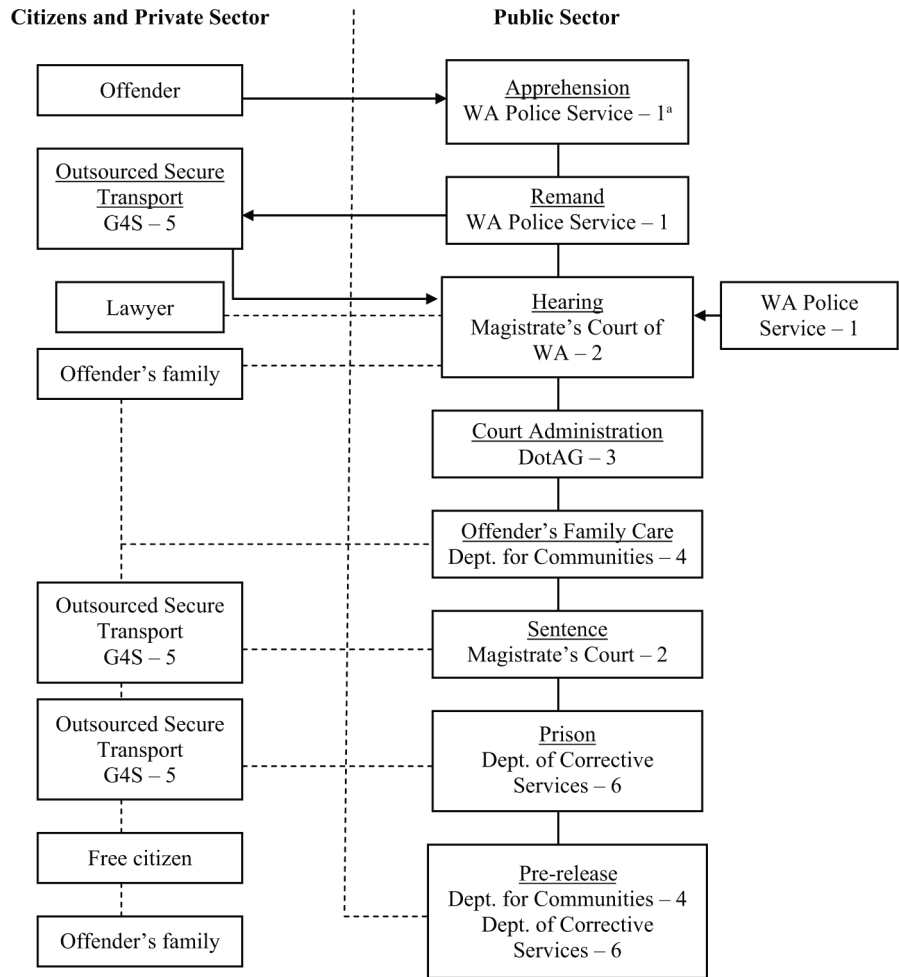 Citizens and Private Sector
Public Sector
Offender
Apprehension
WA Police Service – 1ª
Outsourced Secure
Transport
G4S – 5
Remand
WA Police Service – 1
Lawyer
Hearing
Magistrate’s Court of
WA – 2
WA Police
Service – 1
Offender’s family
Court Administration
DotAG – 3
Offender’s Family Care
Dept. for Communities – 4
Outsourced Secure
Transport
G4S – 5
Sentence
Magistrate’s Court – 2
Outsourced Secure
Transport
G4S – 5
Prison
Dept. of Corrective
Services – 6
Free citizen
Pre-release
Dept. for Communities – 4
Dept. of Corrective
Services – 6
Offender’s family